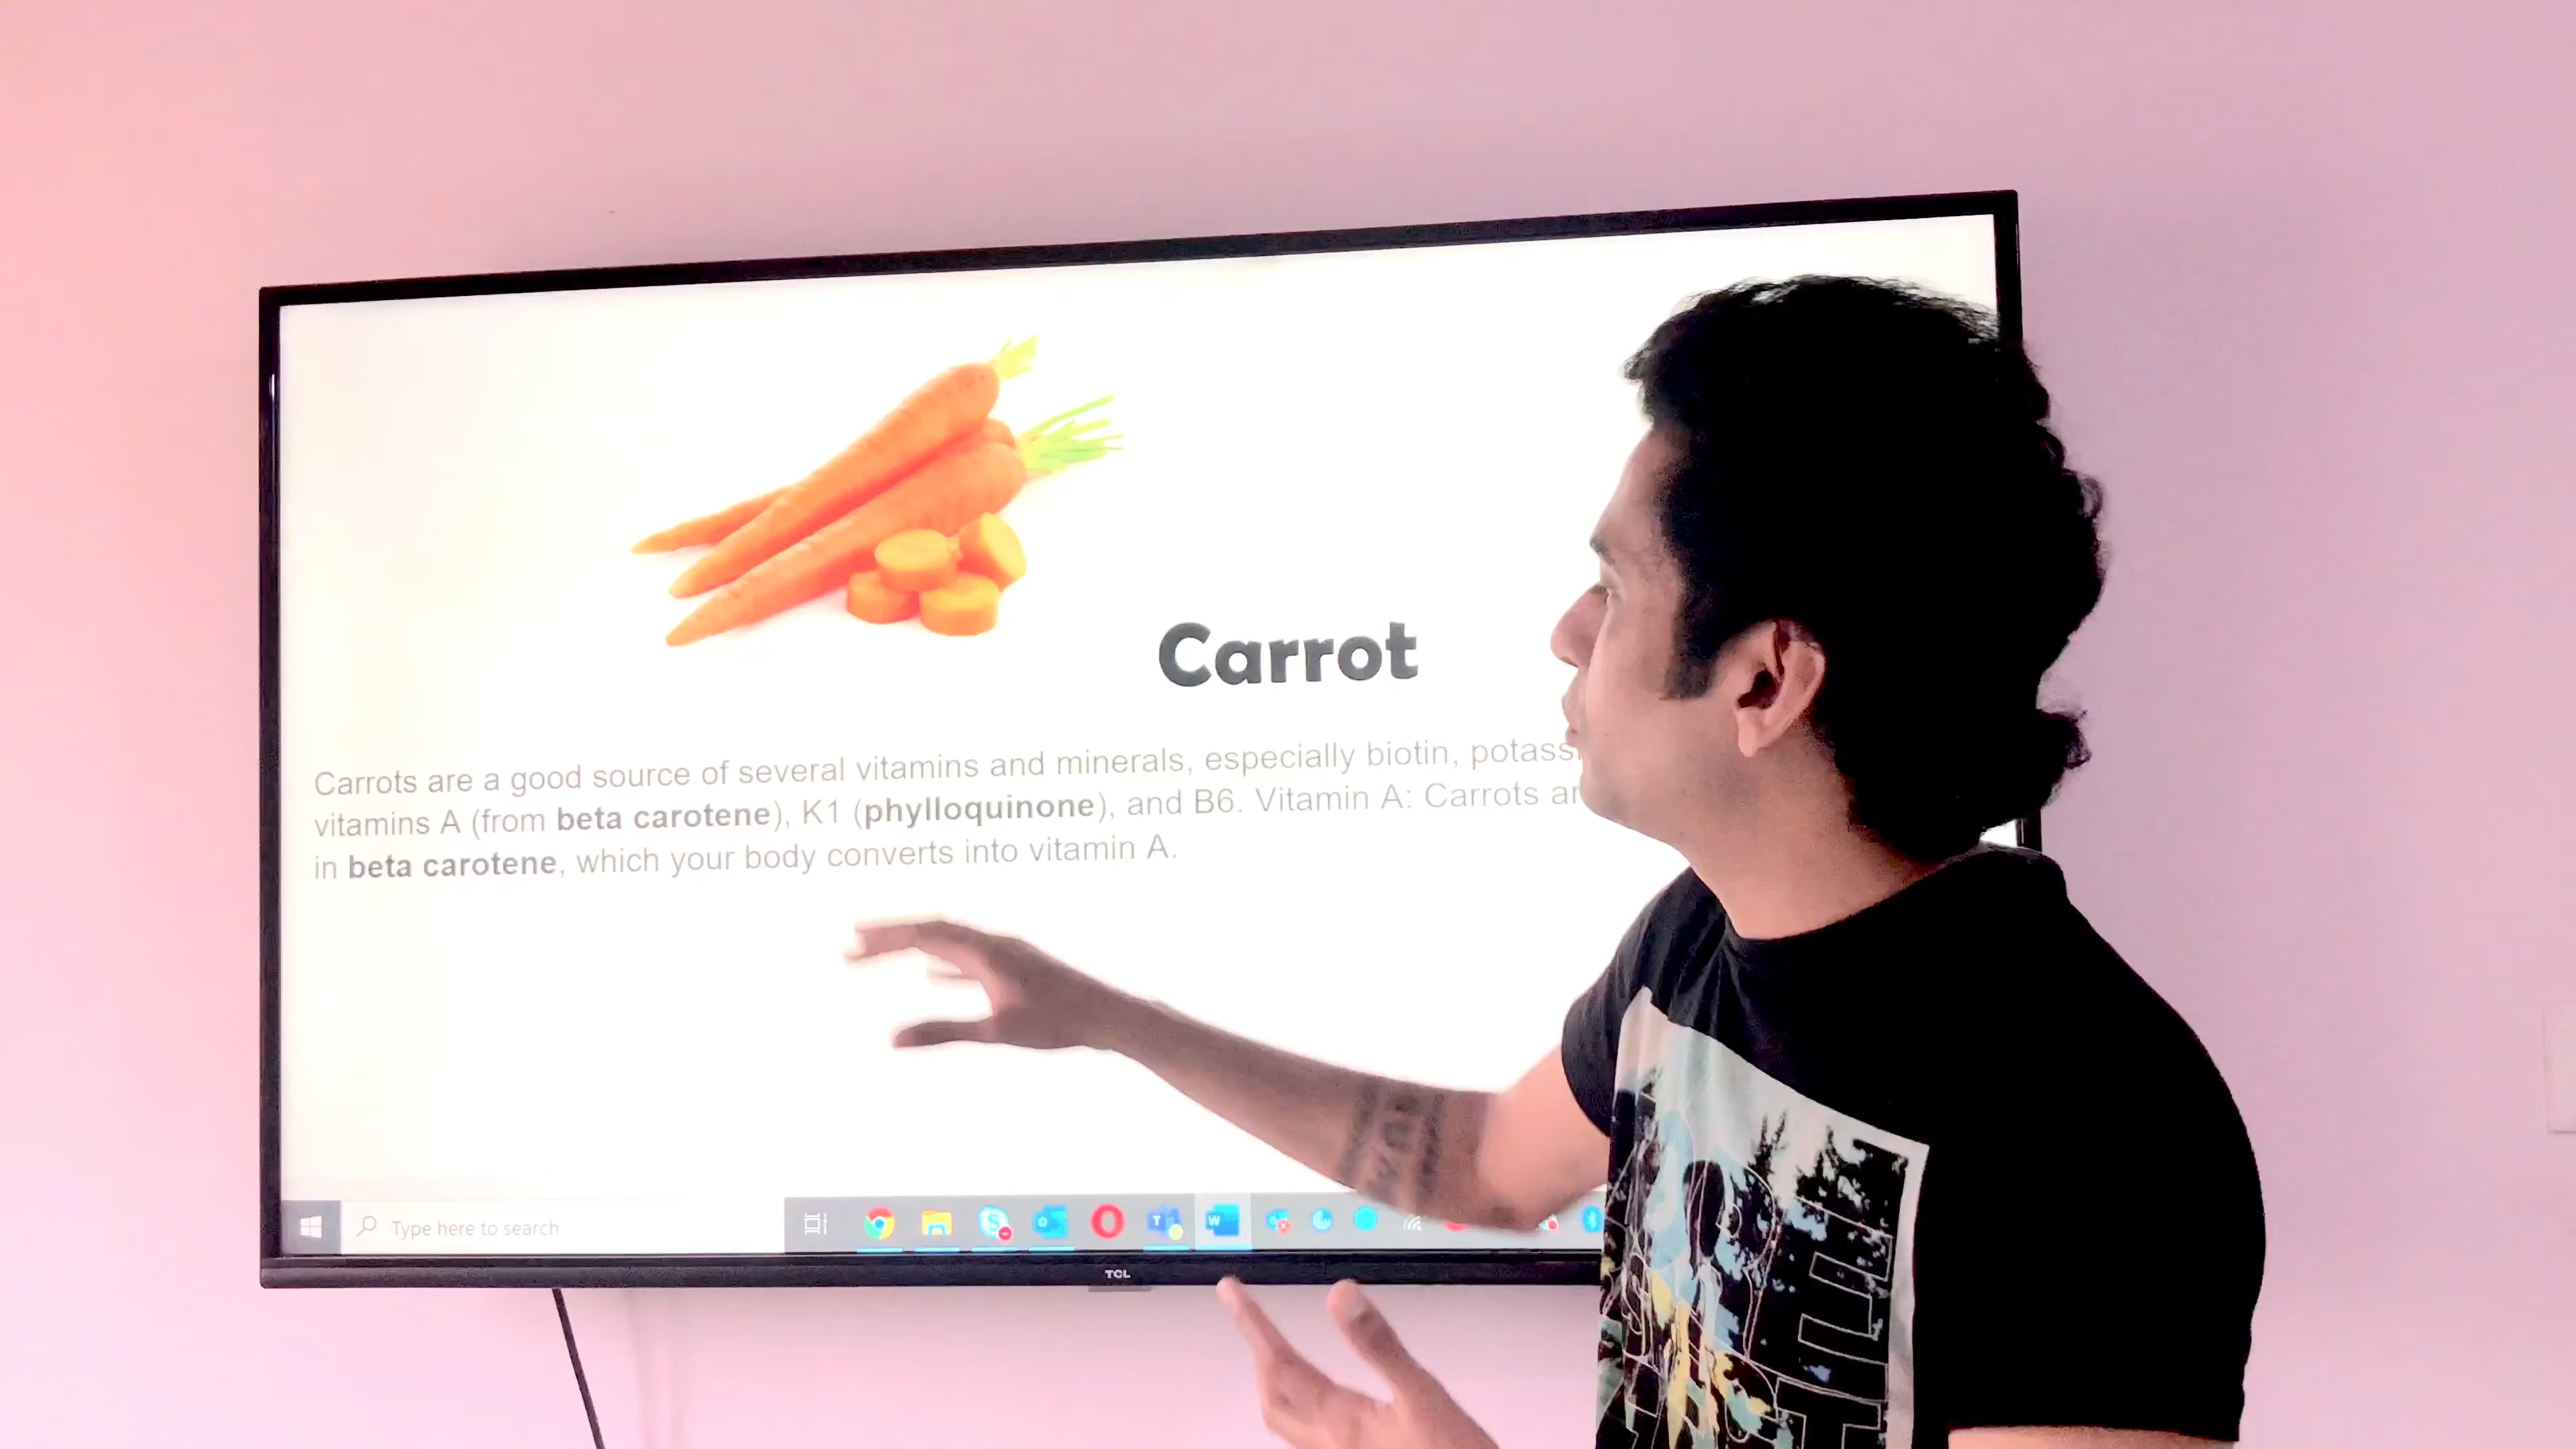 Carrot
Carrots are a good source of several vitamins and minerals, especially biotin,
vitamins A (from beta carotene), K1 (phylloquinone), and B6. Vitamin A: Carrots
in beta carotene, which your body converts into vitamin A.
Type here to search
TCL